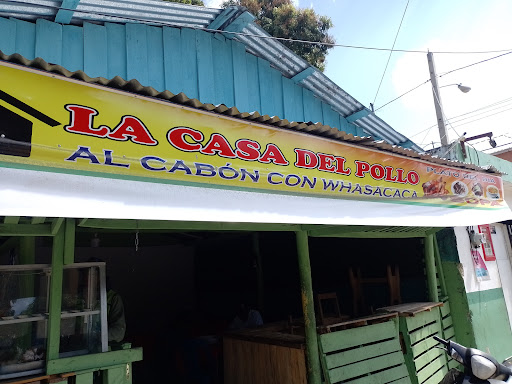 LA CASA DEL POLLO
AL CABÓN CON WHASACACA